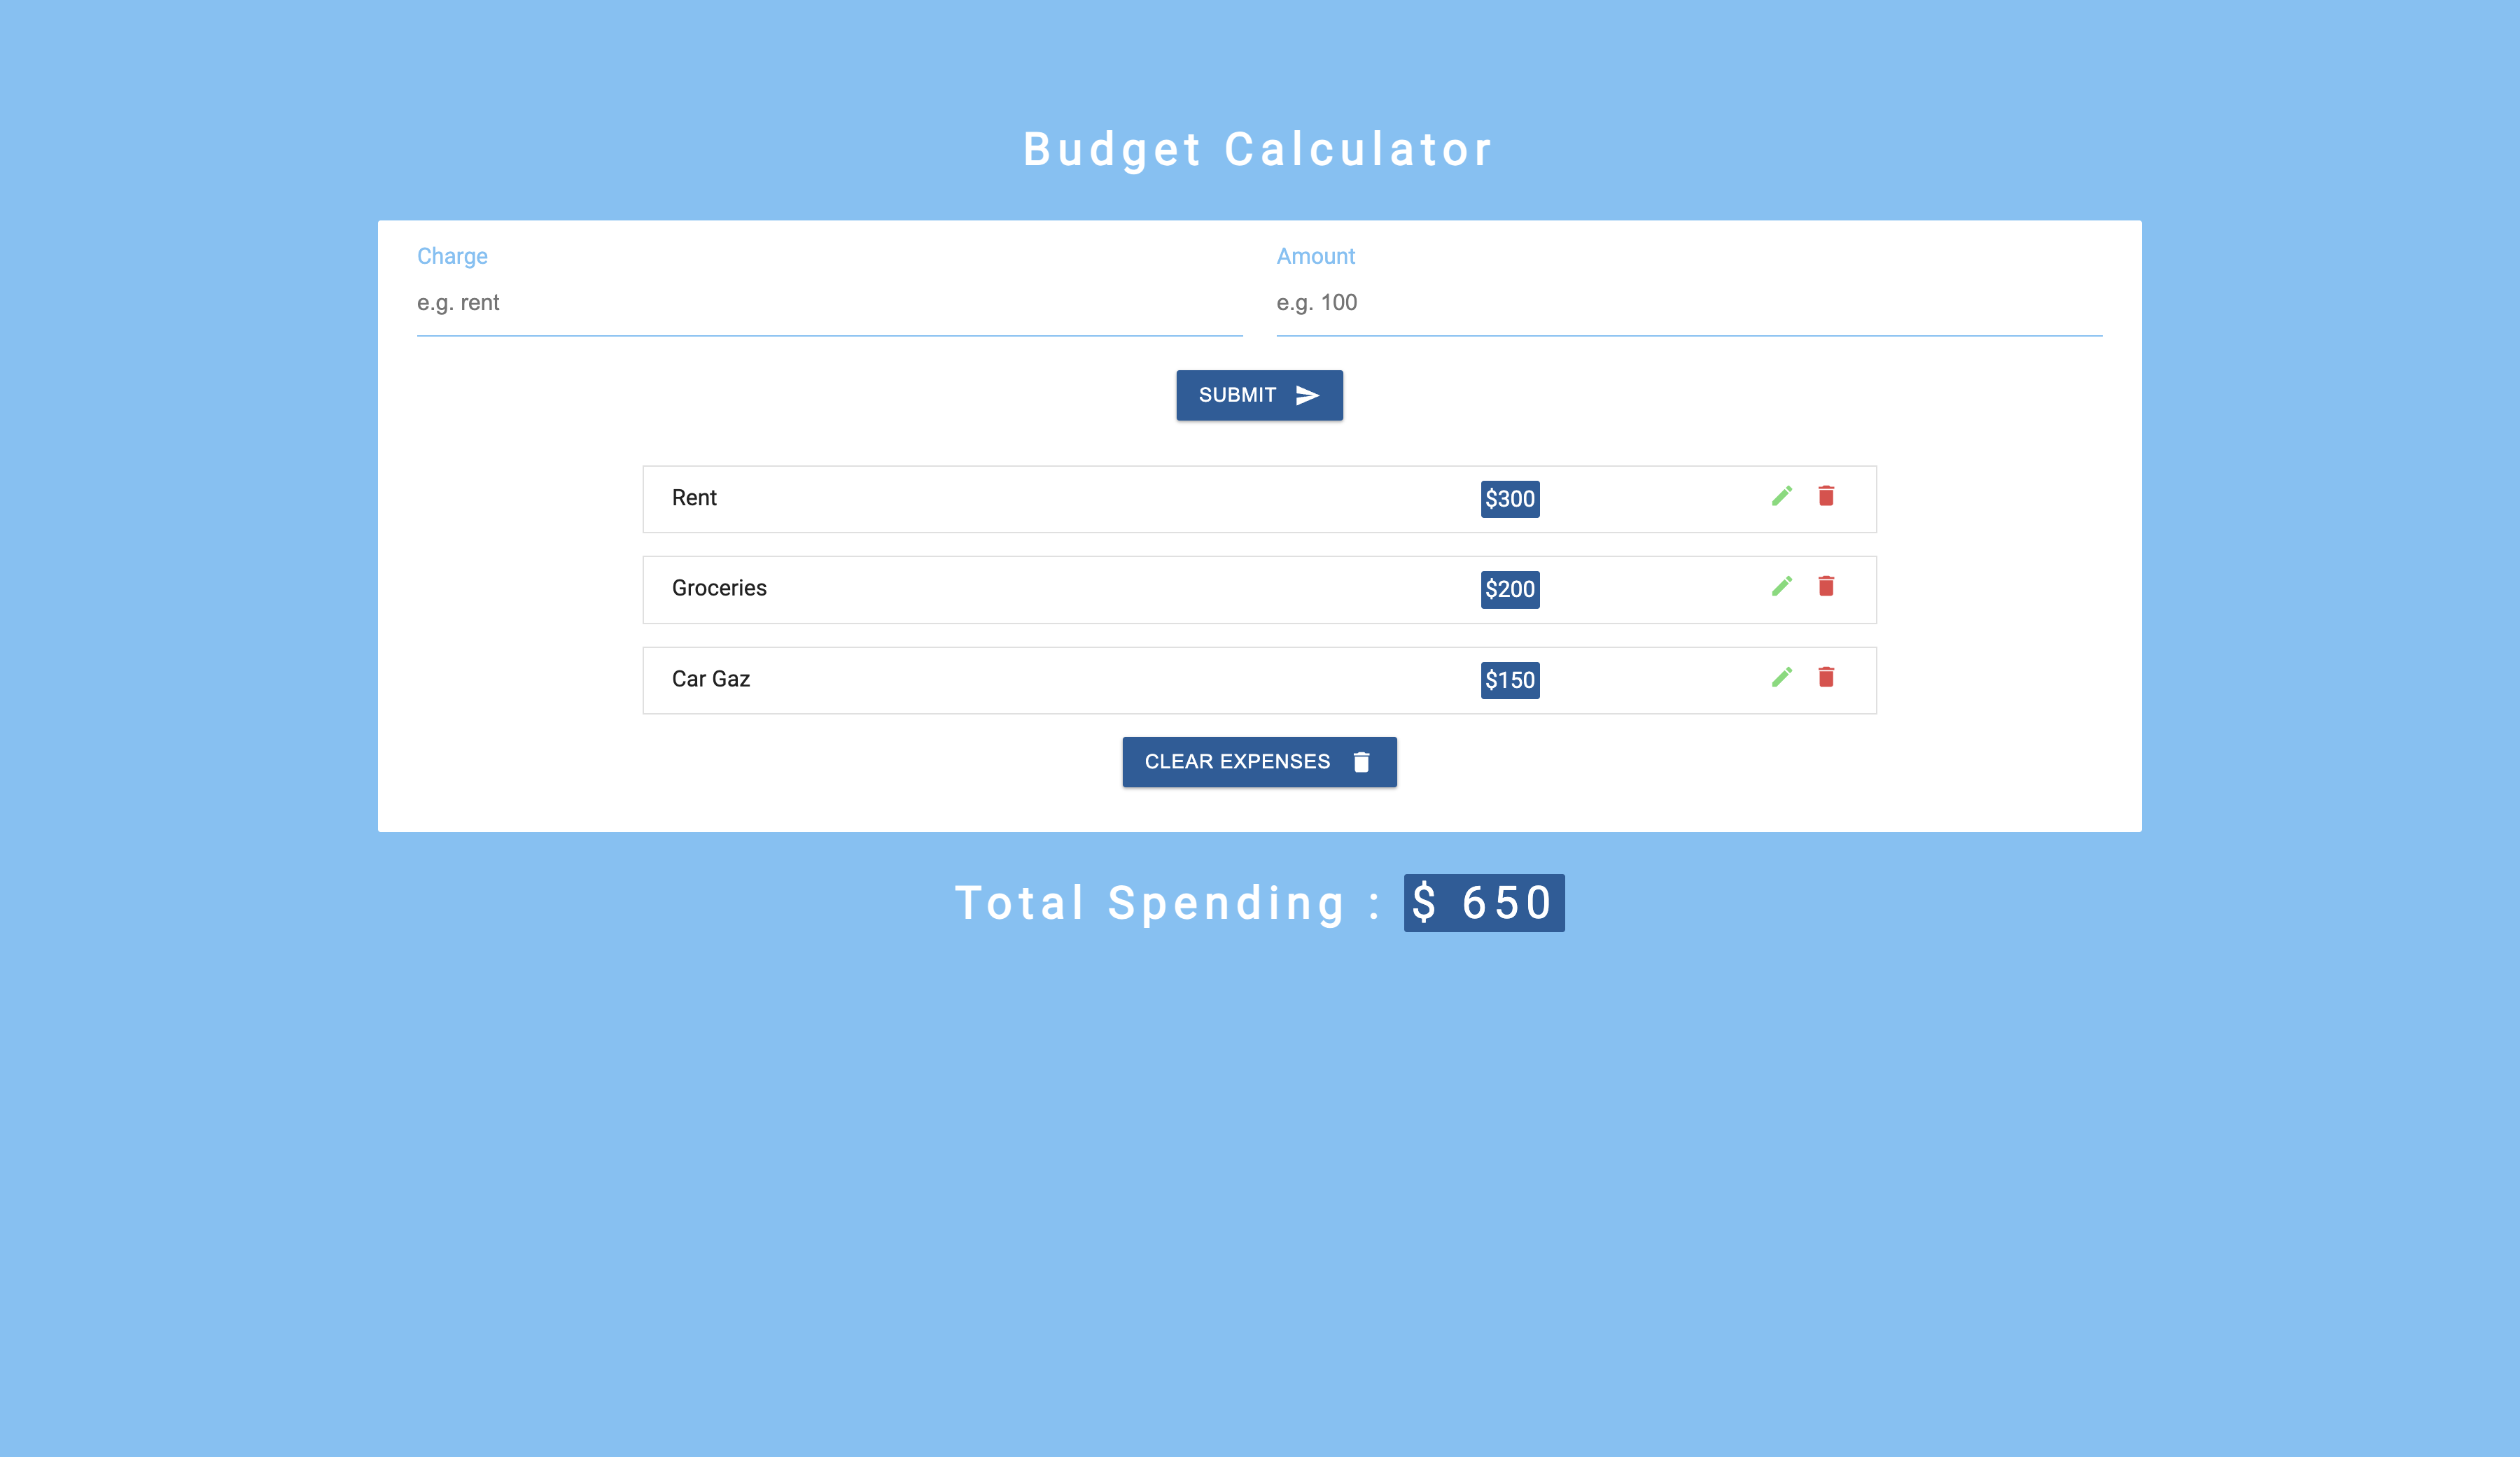 Budget Calculator
Charge
Amount
e.g. rent
e.g. 100
SUBMIT
Rent
$300
Groceries
$200
Car Gaz
$150
CLEAR EXPENSES
Total Spending : $ 650